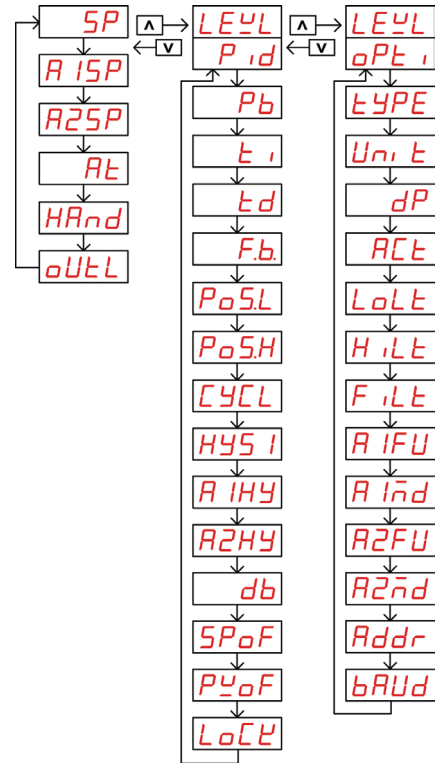 SP
A1SP
A2SP
At
HAnd
oUtL
∧
∨
LEVL
Pid
Pb
ti
td
F.b.
PoS.L
PoS.H
CYCL
HYS1
A1HY
A2HY
db
SPoF
PVoF
LoCK
∧
∨
LEVL
oPti
tYPE
Unit
dP
ACt
LoLt
HiLt
FiLt
A1FU
A1md
A2FU
A2md
Addr
bAUd